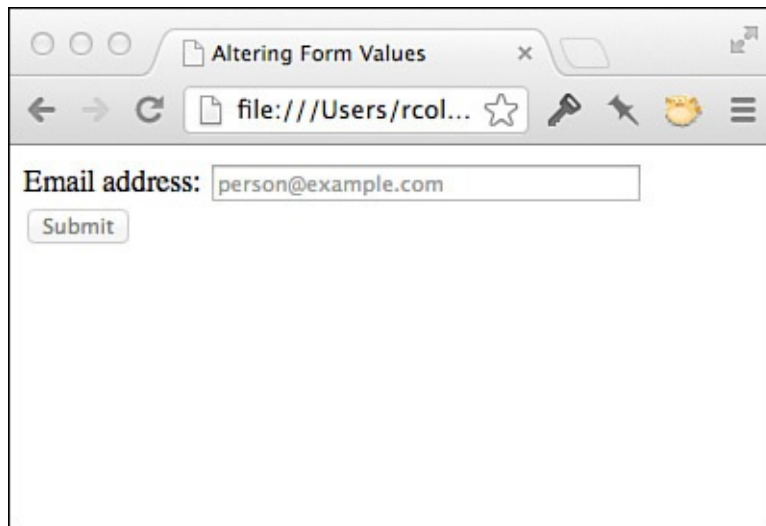 Altering Form Values
file:///Users/rcol...
Email address: person@example.com
Submit